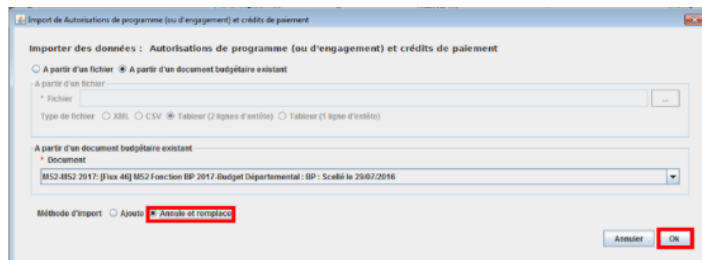 Import de Autorisations de programme (ou d'engagement) et crédits de paiement
Importer des données : Autorisations de programme (ou d'engagement) et crédits de paiement
A partir d'un fichier A partir d'un document budgétaire existant
A partir d'un fichier
* Fichier ...
Type de fichier XML CSV Tableur (2 lignes d'entête) Tableur (1 ligne d'entête)
A partir d'un document budgétaire existant
* Document
M52-M52 2017: [Flux 46] M52 Fonction BP 2017-Budget Départemental : BP : Scellé le 29/07/2016
Méthode d'import Ajoute Annule et remplace
Annuler Ok